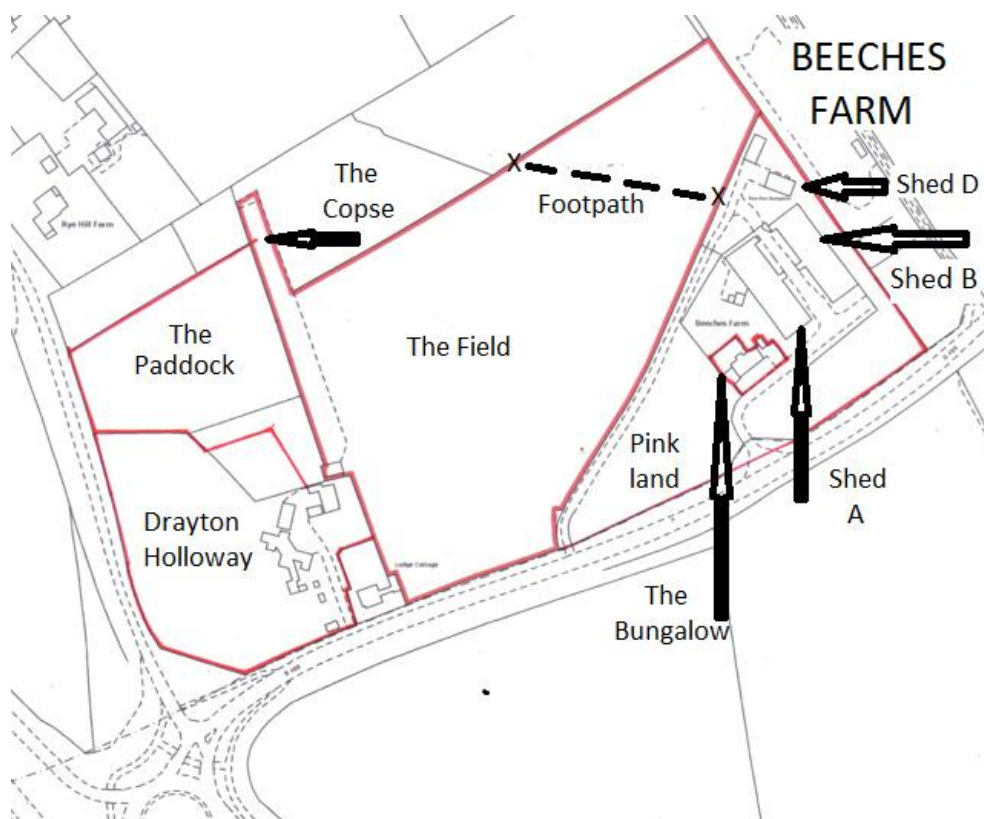 BEECHES
FARM
The
Copse
X
X
Footpath
Shed D
Rye Hill Farm
Shed B
The
Paddock
The Field
Beeches Farm
Pink
land
Shed
A
Drayton
Holloway
Lodge Cottage
The
Bungalow